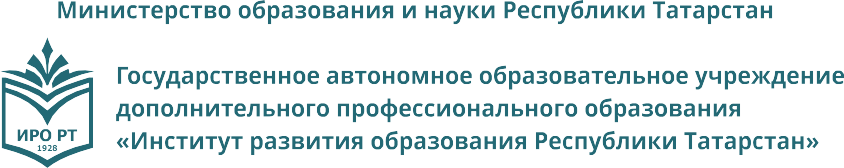 Министерство образования и науки Республики Татарстан
Государственное автономное образовательное учреждение
дополнительного профессионального образования
«Институт развития образования Республики Татарстан»
ИРО РТ
1928